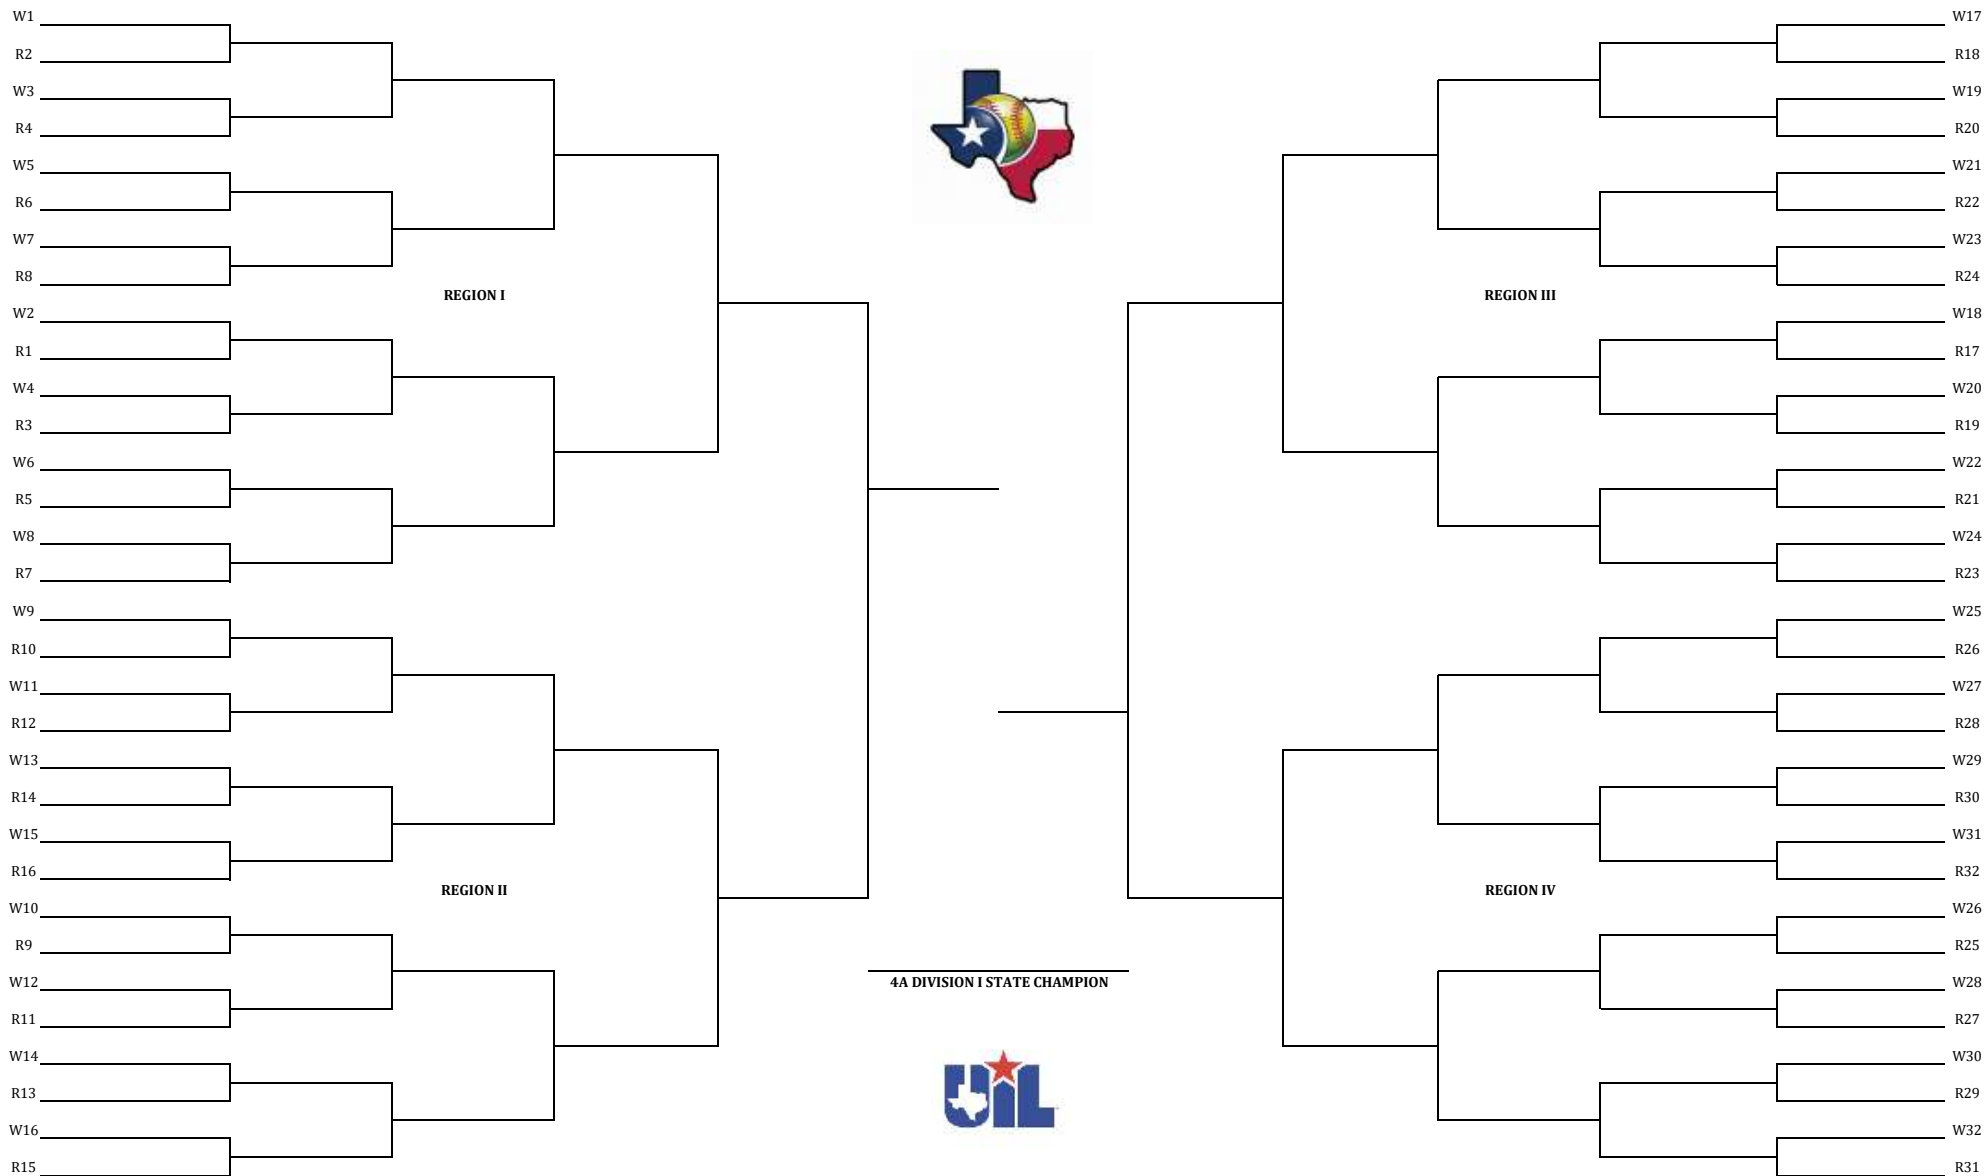 W1
R2
W3
R4
W5
R6
W7
R8
REGION I
W2
R1
W4
R3
W6
R5
W8
R7
W9
R10
W11
R12
W13
R14
W15
R16
REGION II
W10
R9
W12
R11
W14
R13
W16
R15
4A DIVISION I STATE CHAMPION
UIL
W17
R18
W19
R20
W21
R22
W23
R24
REGION III
W18
R17
W20
R19
W22
R21
W24
R23
W25
R26
W27
R28
W29
R30
W31
R32
REGION IV
W26
R25
W28
R27
W30
R29
W32
R31